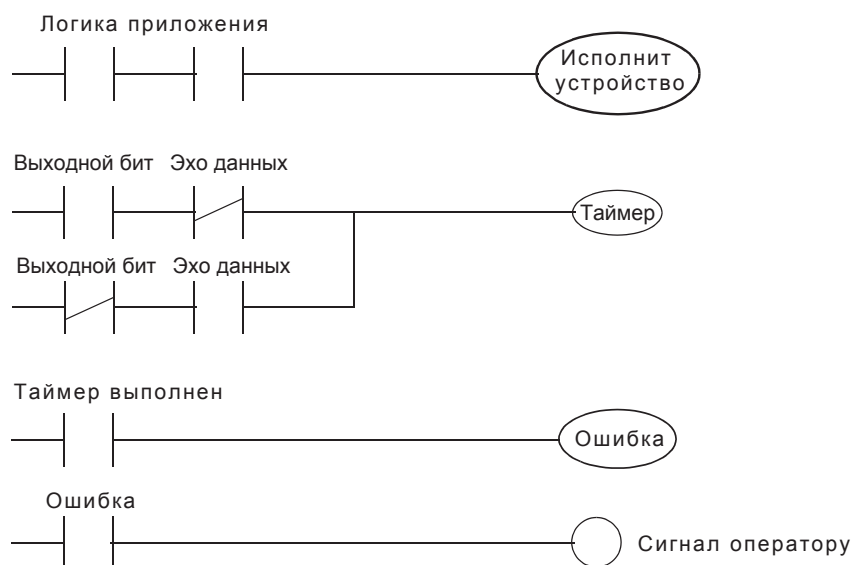 Логика приложения
Исполнит
устройство
Выходной бит Эхо данных
Таймер
Выходной бит Эхо данных
Таймер выполнен
Ошибка
Ошибка
Сигнал оператору